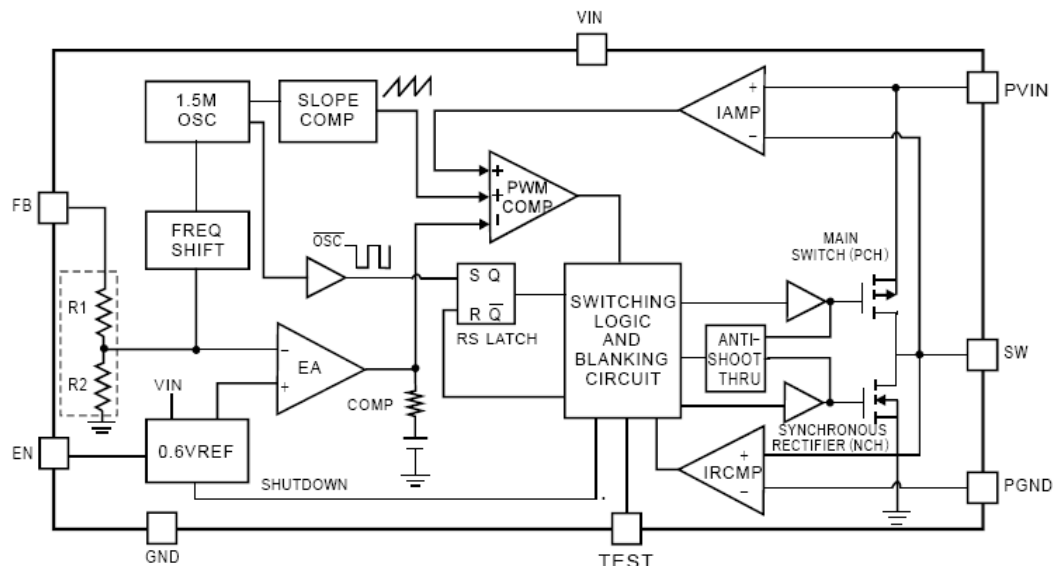 VIN
1.5M
OSC
SLOPE
COMP
+
IAMP
−
PVIN
FB
FREQ
SHIFT
+
+
−
PWM
COMP
MAIN
SWITCH (PCH)
OSC
R1
S Q
R Q
RS LATCH
SWITCHING
LOGIC
AND
BLANKING
CIRCUIT
ANTI-
SHOOT
THRU
SW
R2
−
EA
+
VIN
COMP
SYNCHRONOUS
RECTIFIER (NCH)
EN
0.6VREF
SHUTDOWN
+
IRCMP
−
PGND
GND
TEST